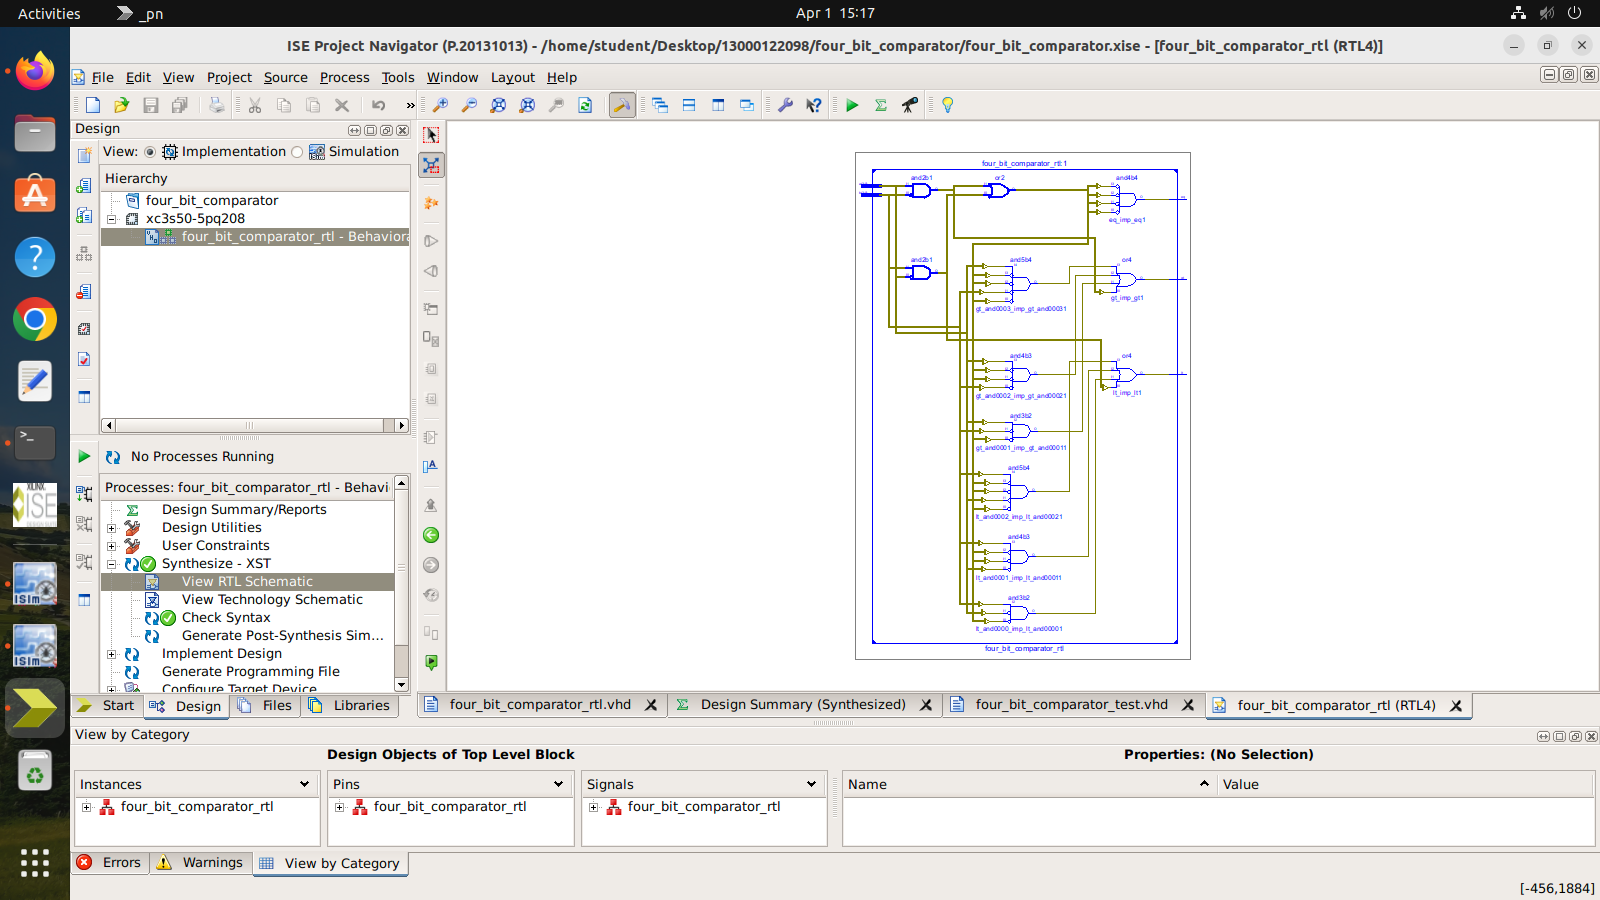 Activities
_pn
Apr 1 15:17
ISE Project Navigator (P.20131013) - /home/student/Desktop/13000122098/four_bit_comparator/four_bit_comparator.xise - [four_bit_comparator_rtl (RTL4)]
File Edit View Project Source Process Tools Window Layout Help
»
Design
View: Implementation Simulation
Hierarchy
four_bit_comparator
xc3s50-5pq208
four_bit_comparator_rtl - Behaviora
No Processes Running
Processes: four_bit_comparator_rtl - Behavi
Design Summary/Reports
Design Utilities
User Constraints
Synthesize - XST
View RTL Schematic
View Technology Schematic
Check Syntax
Generate Post-Synthesis Sim...
Implement Design
Generate Programming File
Configure Target Device
Start Design Files Libraries
four_bit_comparator_rtl:1
and2b1
or2
and4b4
eq_imp_eq1
and2b1
and5b4
or4
gt_imp_gt1
gt_and0003_imp_gt_and00031
and4b3
or4
gt_and0002_imp_gt_and00021
lt_imp_lt1
and3b2
gt_and0001_imp_gt_and00011
and5b4
lt_and0002_imp_lt_and00021
and4b3
lt_and0001_imp_lt_and00011
and3b2
lt_and0000_imp_lt_and00001
four_bit_comparator_rtl
four_bit_comparator_rtl.vhd
Design Summary (Synthesized)
four_bit_comparator_test.vhd
four_bit_comparator_rtl (RTL4)
View by Category
Design Objects of Top Level Block
Properties: (No Selection)
Instances
Pins
Signals
Name
Value
four_bit_comparator_rtl
four_bit_comparator_rtl
four_bit_comparator_rtl
Errors Warnings View by Category
[-456,1884]
XILINX
ISE
ISim
ISim